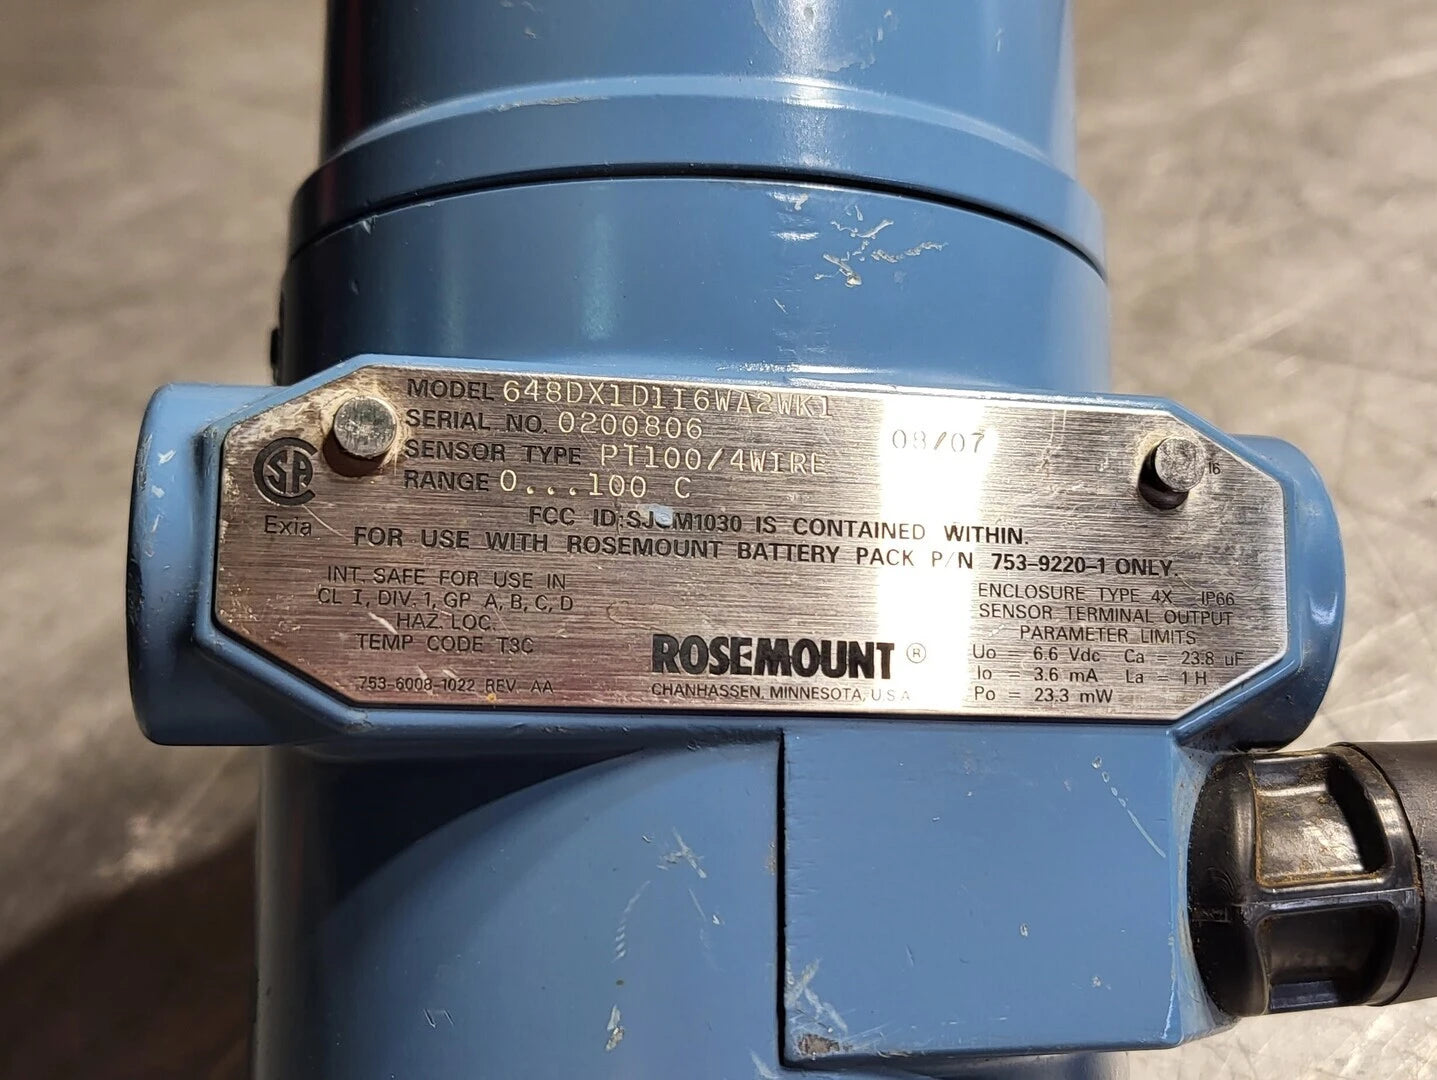 MODEL 648DX1D1I6WA2WK1
SERIAL NO. 0200806 08/07
SENSOR TYPE PT100/4WIRE
RANGE 0...100 C 16
SA
Exia
FCC ID: IS CONTAINED WITHIN.
FOR USE WITH ROSEMOUNT BATTERY PACK P/N 753-9220-1 ONLY.
INT. SAFE FOR USE IN
CL I, DIV. 1, GP A, B, C, D
HAZ. LOC.
TEMP CODE T3C
753-6008-1022 REV AA
ROSEMOUNT ®
CHANHASSEN, MINNESOTA, U.S.A
ENCLOSURE TYPE 4X IP66
SENSOR TERMINAL OUTPUT
PARAMETER LIMITS
Uo = 6.6 Vdc Ca = 23.8 uF
Io = 3.6 mA La = 1 H
Po = 23.3 mW